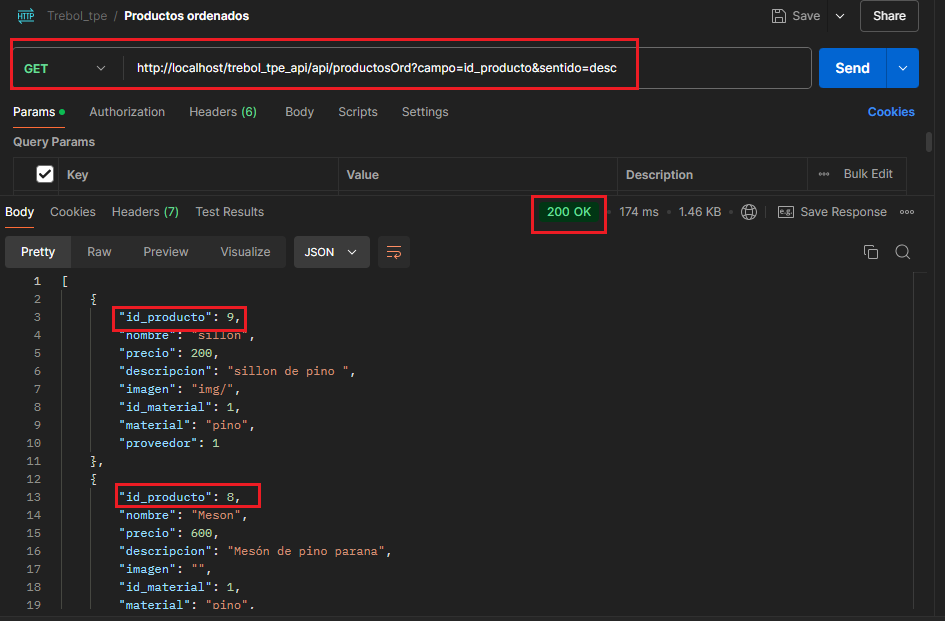 HTTP Trebol_tpe / Productos ordenados Save Share
GET http://localhost/trebol_tpe_api/api/productosOrd?campo=id_producto&sentido=desc Send
Params Authorization Headers (6) Body Scripts Settings Cookies
Query Params
Key Value Description ••• Bulk Edit
Body Cookies Headers (7) Test Results 200 OK • 174 ms • 1.46 KB • e.g. Save Response •••
Pretty Raw Preview Visualize JSON
1 [
2 {
3 "id_producto": 9,
4 "nombre": "sillon",
5 "precio": 200,
6 "descripcion": "sillon de pino ",
7 "imagen": "img/",
8 "id_material": 1,
9 "material": "pino",
10 "proveedor": 1
11 },
12 {
13 "id_producto": 8,
14 "nombre": "Meson",
15 "precio": 600,
16 "descripcion": "Mesón de pino parana",
17 "imagen": "",
18 "id_material": 1,
19 "material": "pino",